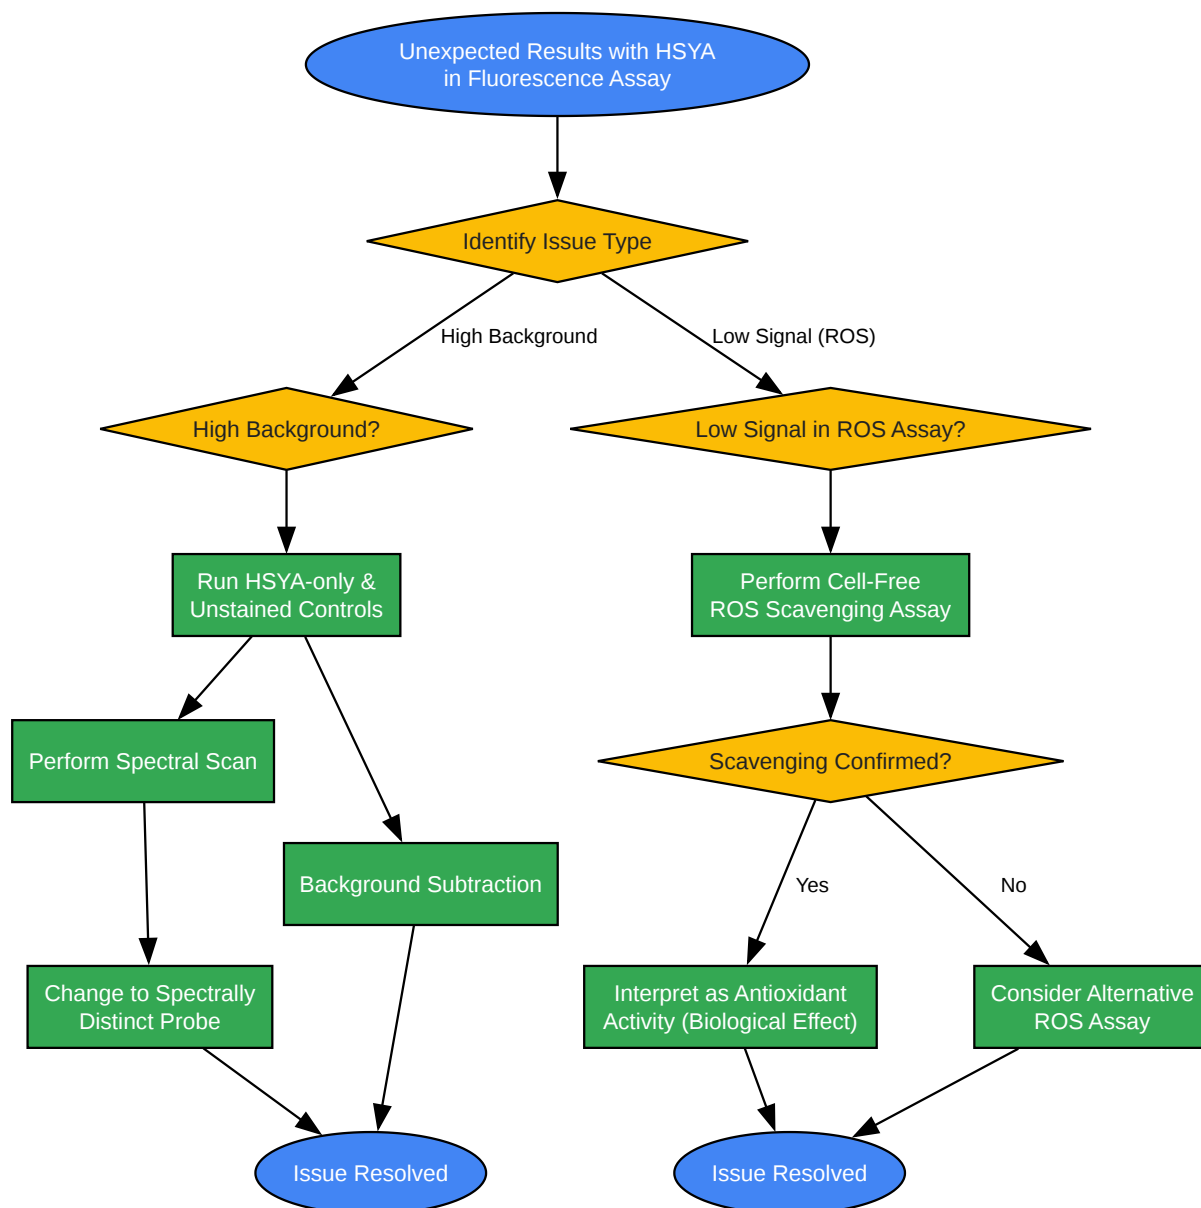 Unexpected Results with HSYA
in Fluorescence Assay
Identify Issue Type
High Background
Low Signal (ROS)
High Background?
Low Signal in ROS Assay?
Run HSYA-only &
Unstained Controls
Perform Cell-Free
ROS Scavenging Assay
Perform Spectral Scan
Scavenging Confirmed?
Background Subtraction
Yes
No
Change to Spectrally
Distinct Probe
Interpret as Antioxidant
Activity (Biological Effect)
Consider Alternative
ROS Assay
Issue Resolved
Issue Resolved